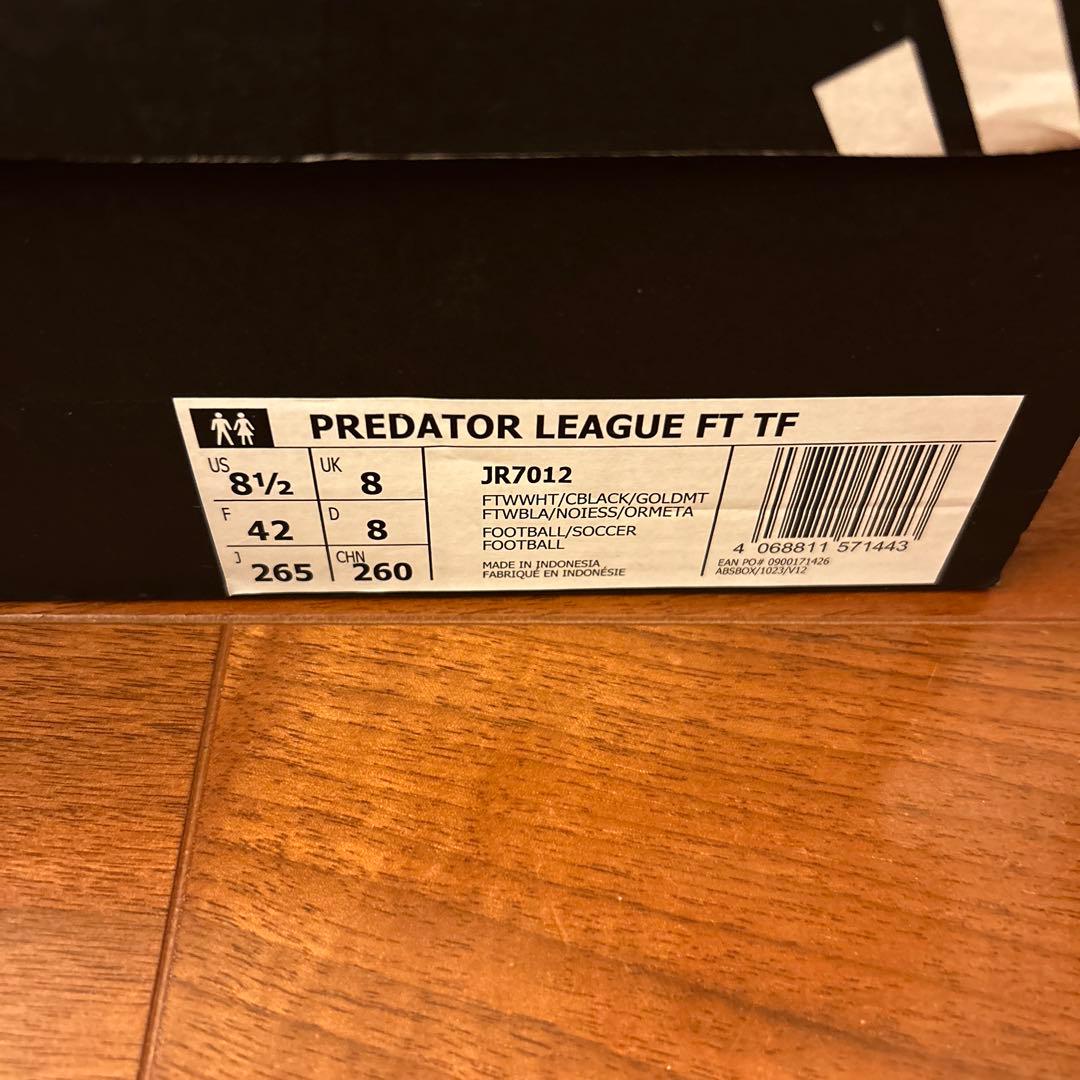 PREDATOR LEAGUE FT TF
US 8½ UK 8
F 42 D 8
J 265 CHN 260
JR7012
FTWWHT/CBLACK/GOLDMT
FTWBLA/NOIESS/ORMETA
FOOTBALL/SOCCER
FOOTBALL
MADE IN INDONESIA
FABRIQUÉ EN INDONÉSIE
4 068811 571443
EAN PO# 0900171426
ABSBOX/1023/V12